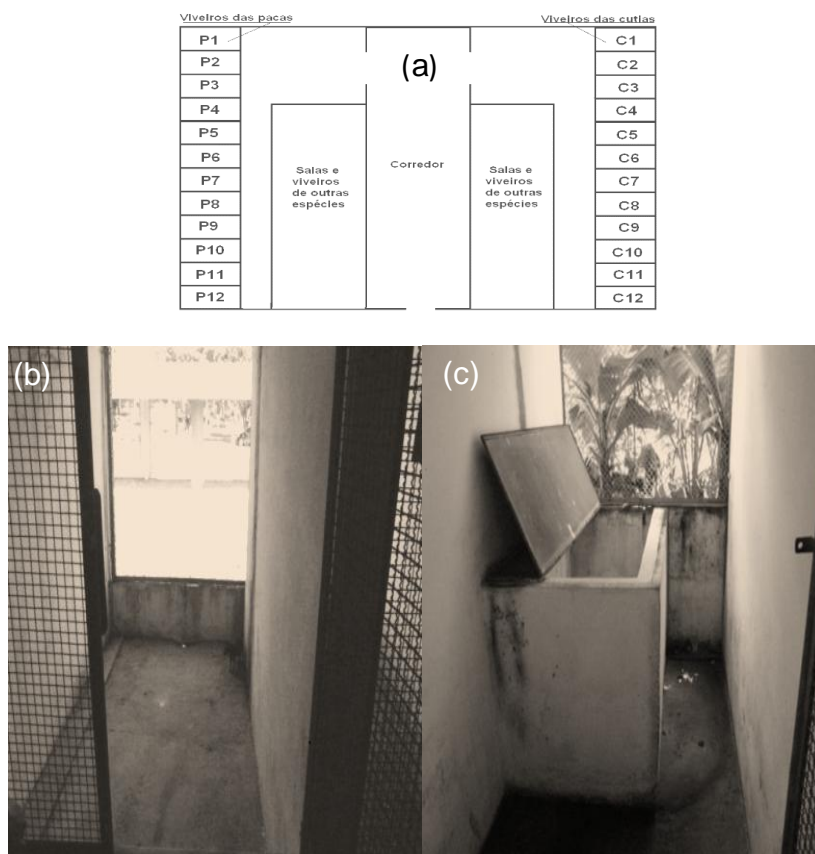 Viveiros das pacas
Viveiros das cutias
P1
P2
P3
P4
P5
P6
P7
P8
P9
P10
P11
P12
(a)
Corredor
Salas e
viveiros
de outras
espécies
Salas e
viveiros
de outras
espécies
C1
C2
C3
C4
C5
C6
C7
C8
C9
C10
C11
C12
(b)
(c)